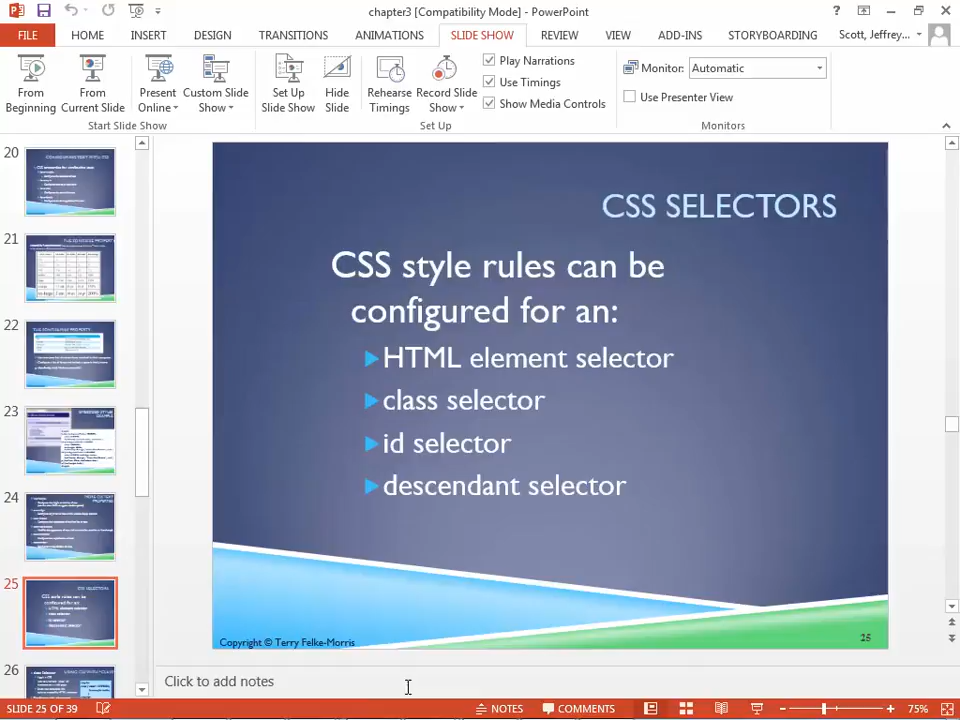 chapter3 [Compatibility Mode] - PowerPoint
?
FILE
HOME
INSERT
DESIGN
TRANSITIONS
ANIMATIONS
SLIDE SHOW
REVIEW
VIEW
ADD-INS
STORYBOARDING
Scott, Jeffrey...
From Beginning
From Current Slide
Present Online
Custom Slide Show
Set Up Slide Show
Hide Slide
Rehearse Timings
Record Slide Show
Play Narrations
Use Timings
Show Media Controls
Monitor: Automatic
Use Presenter View
Start Slide Show
Set Up
Monitors
20
21
22
23
24
25
26
CSS SELECTORS
CSS style rules can be
configured for an:
HTML element selector
class selector
id selector
descendant selector
Copyright © Terry Felke-Morris
25
Click to add notes
SLIDE 25 OF 39
NOTES
COMMENTS
75%